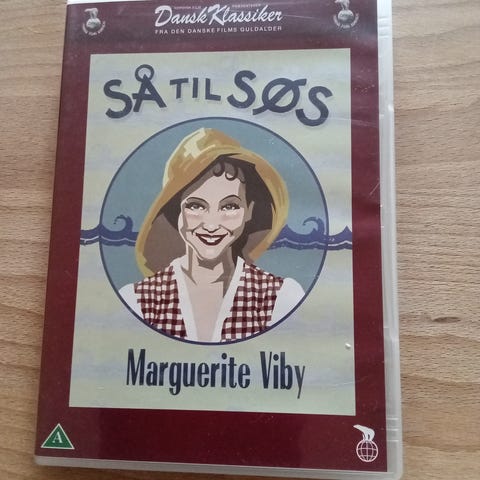 Dansk Klassiker
FRA DEN DANSKE FILMS GULDALDER
SÅ TIL SØS
Marguerite Viby
A